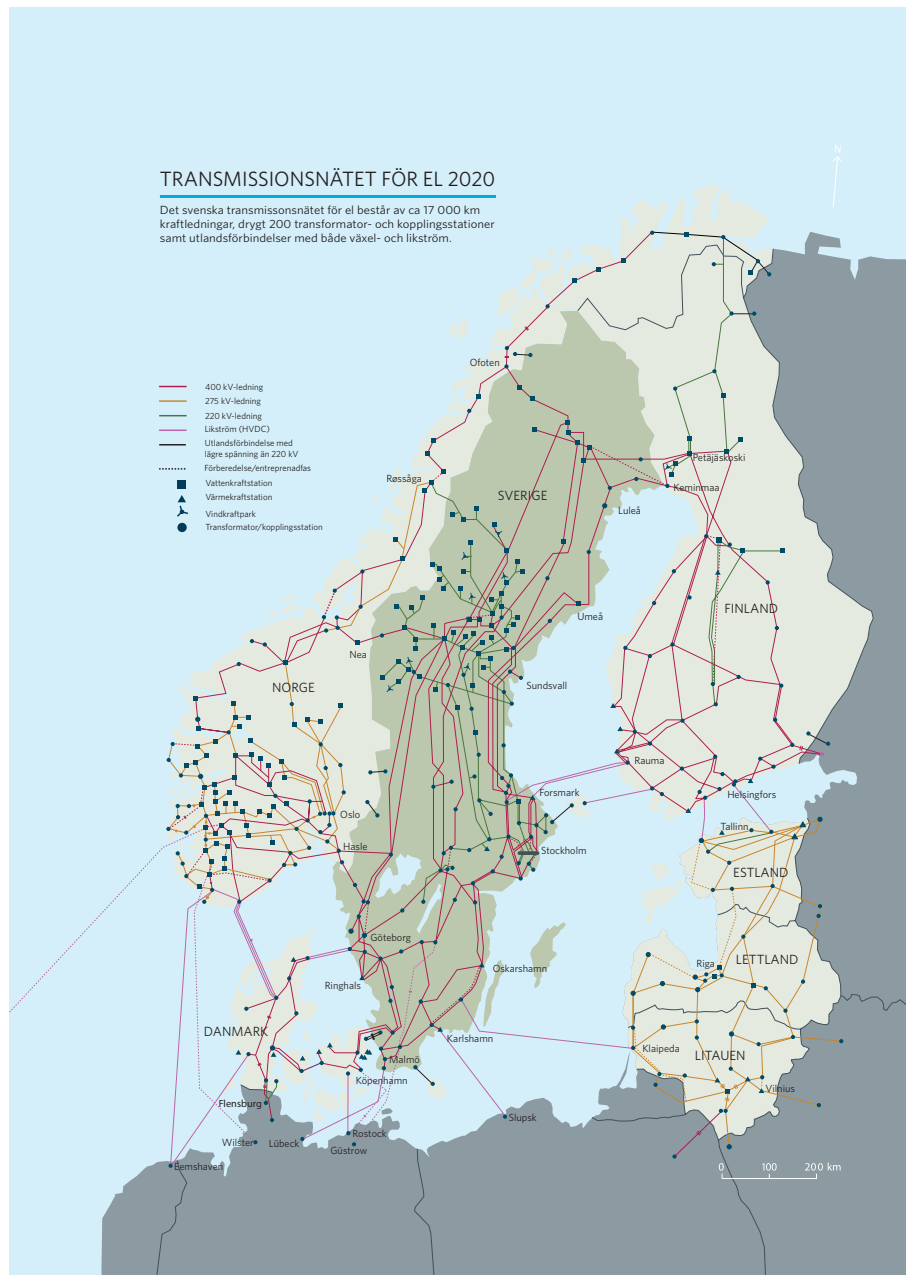 N
TRANSMISSIONSNÄTET FÖR EL 2020
Det svenska transmissonsnätet för el består av ca 17 000 km
kraftledningar, drygt 200 transformator- och kopplingsstationer
samt utlandsförbindelser med både växel- och likström.
Ofoten
400 kV-ledning
275 kV-ledning
220 kV-ledning
Likström (HVDC)
Utlandsförbindelse med
lägre spänning än 220 kV
Förberedelse/entreprenadfas
Vattenkraftstation
Värmekraftstation
Vindkraftpark
Transformator/kopplingsstation
Petäjäskoski
Røssåga
Keminmaa
SVERIGE
Luleå
FINLAND
Umeå
Nea
NORGE
Sundsvall
Rauma
Forsmark
Helsingfors
Oslo
Tallinn
Hasle
Stockholm
ESTLAND
Göteborg
LETTLAND
Riga
Oskarshamn
Ringhals
DANMARK
Karlshamn
Klaipeda
LITAUEN
Malmö
Köpenhamn
Vilnius
Flensburg
Slupsk
Rostock
Wilster
Lübeck
Güstrow
Eemshaven
0 100 200 km